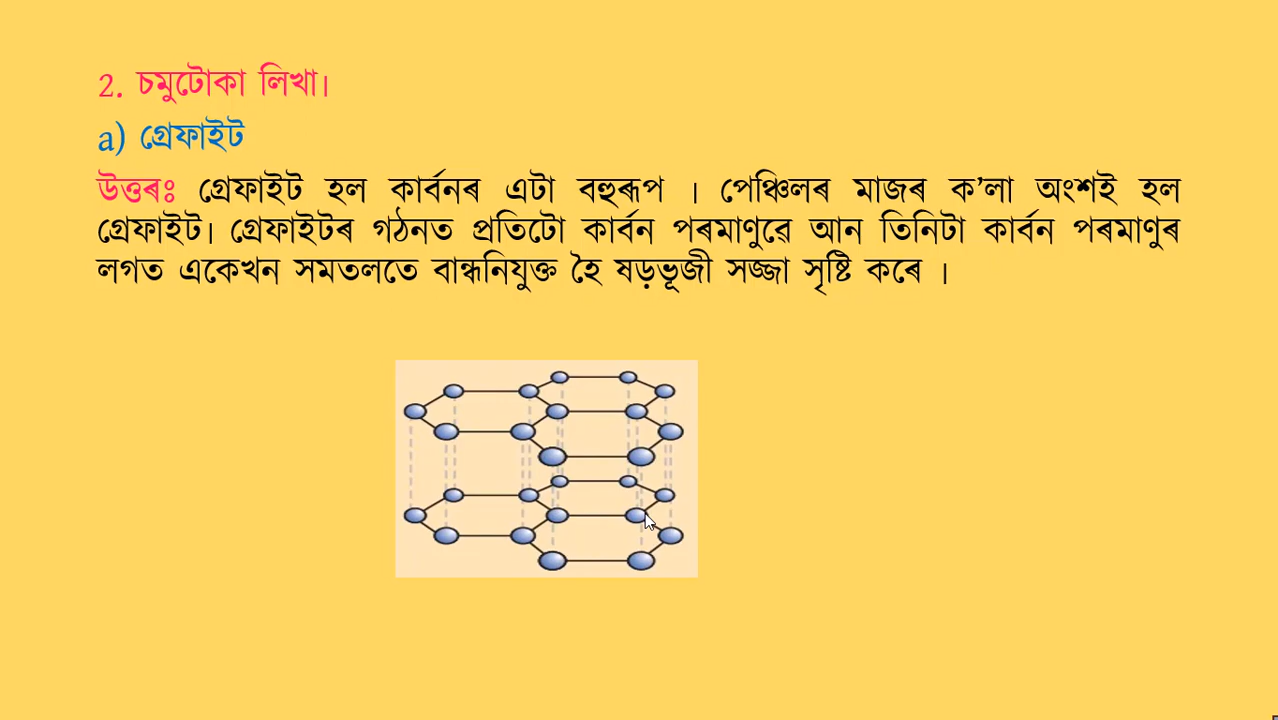 2. চমুটোকা লিখা।
a) গ্ৰেফাইট
উত্তৰঃ গ্ৰেফাইট হল কাৰ্বনৰ এটা বহুৰূপ । পেঞ্চিলৰ মাজৰ ক’লা অংশই হল
গ্ৰেফাইট। গ্ৰেফাইটৰ গঠনত প্ৰতিটো কাৰ্বন পৰমাণুৱে আন তিনিটা কাৰ্বন পৰমাণুৰ
লগত একেখন সমতলতে বান্ধনিযুক্ত হৈ ষড়ভূজী সজ্জা সৃষ্টি কৰে ।